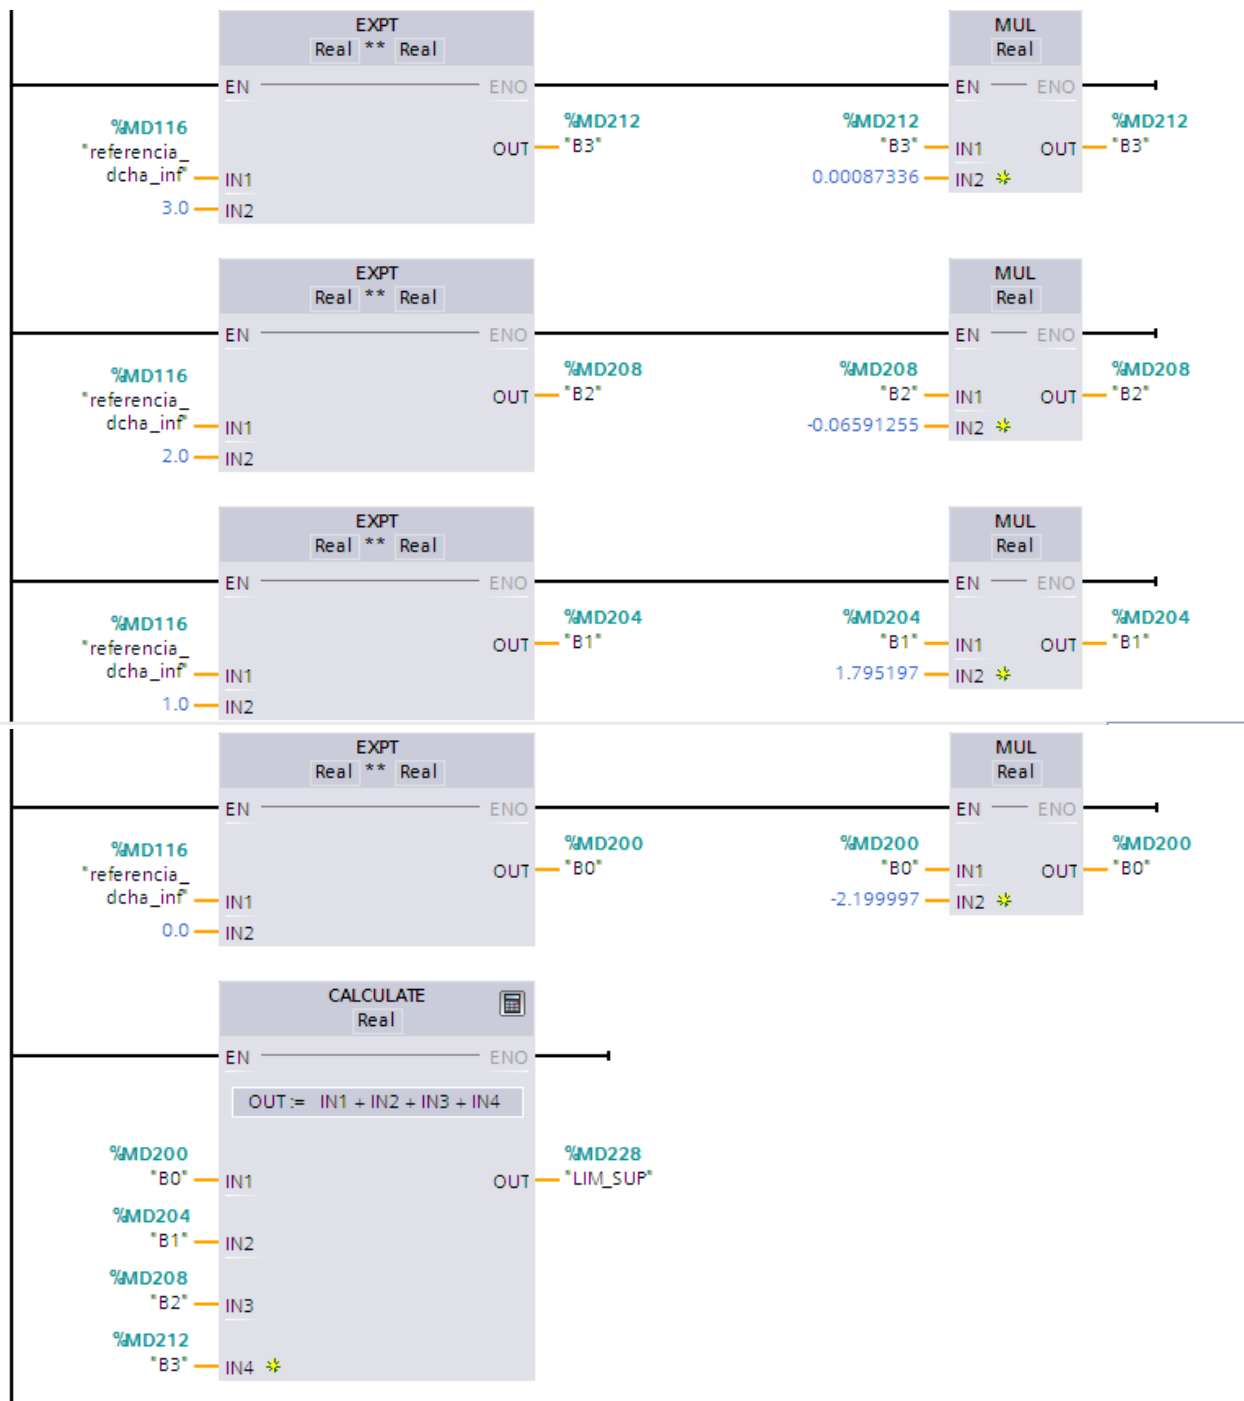 EXPT
Real ** Real
MUL
Real
EN ENO
EN ENO
%MD116
"referencia_
dcha_inf" IN1
3.0 IN2
OUT %MD212
"B3"
%MD212
"B3" IN1
0.00087336 IN2
OUT %MD212
"B3"
EXPT
Real ** Real
MUL
Real
EN ENO
EN ENO
%MD116
"referencia_
dcha_inf" IN1
2.0 IN2
OUT %MD208
"B2"
%MD208
"B2" IN1
-0.06591255 IN2
OUT %MD208
"B2"
EXPT
Real ** Real
MUL
Real
EN ENO
EN ENO
%MD116
"referencia_
dcha_inf" IN1
1.0 IN2
OUT %MD204
"B1"
%MD204
"B1" IN1
1.795197 IN2
OUT %MD204
"B1"
EXPT
Real ** Real
MUL
Real
EN ENO
EN ENO
%MD116
"referencia_
dcha_inf" IN1
0.0 IN2
OUT %MD200
"B0"
%MD200
"B0" IN1
-2.199997 IN2
OUT %MD200
"B0"
CALCULATE
Real
EN ENO
OUT := IN1 + IN2 + IN3 + IN4
%MD200
"B0" IN1
OUT %MD228
"LIM_SUP"
%MD204
"B1" IN2
%MD208
"B2" IN3
%MD212
"B3" IN4